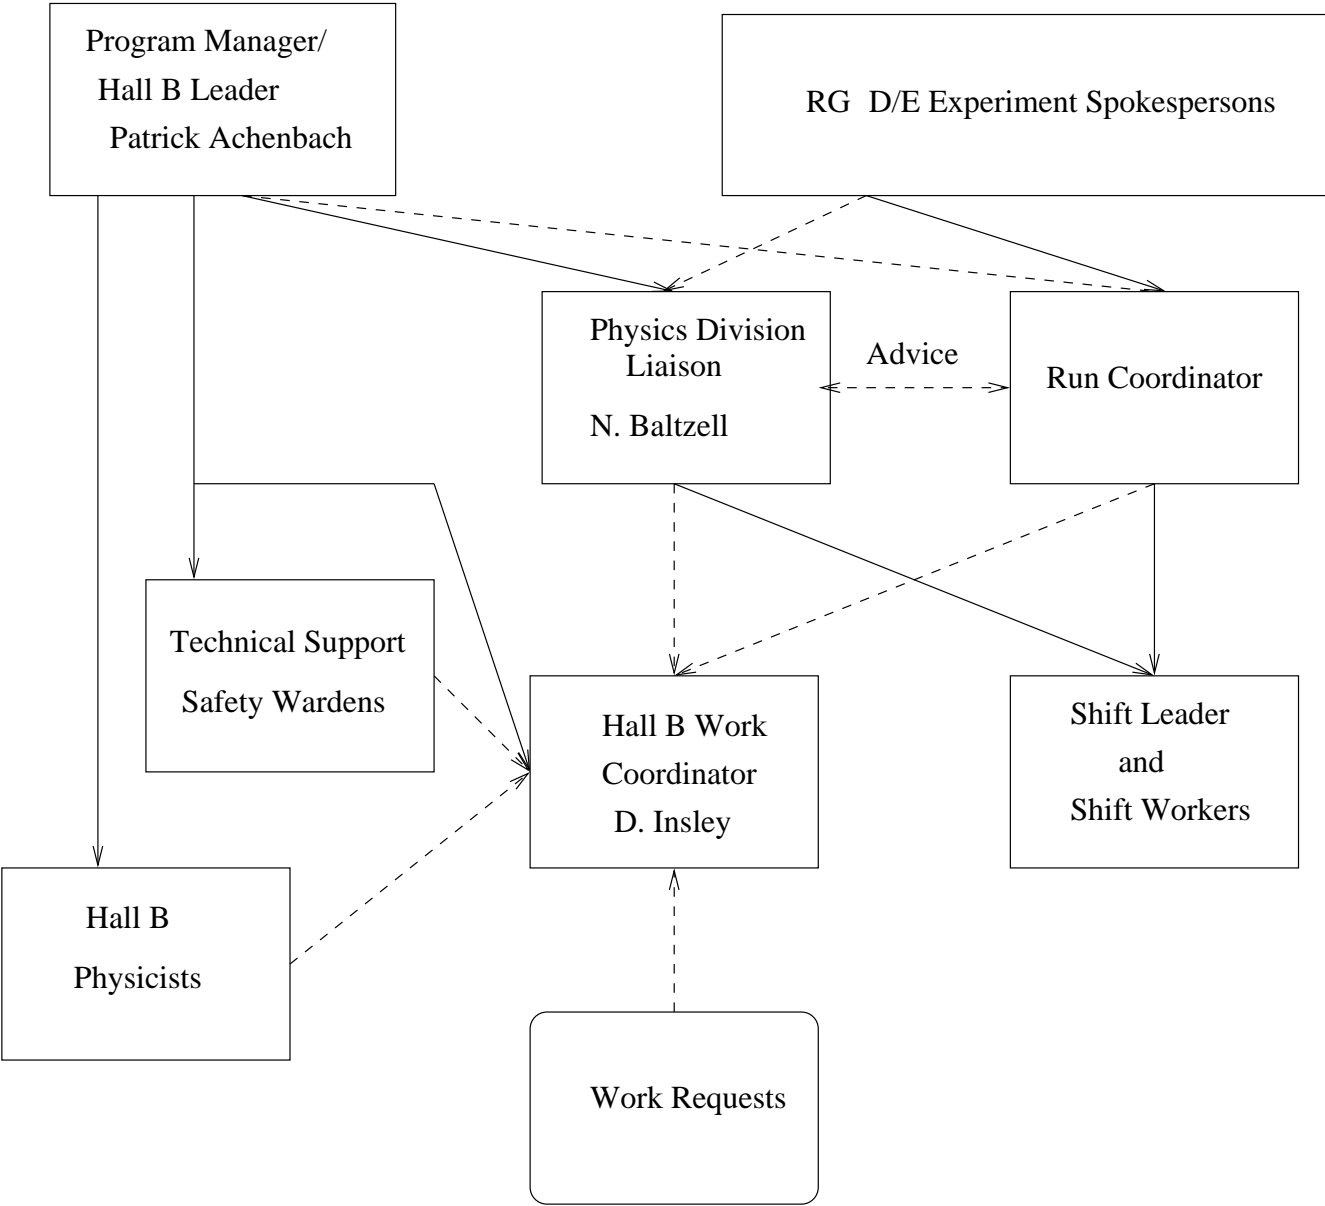 Program Manager/
Hall B Leader
Patrick Achenbach
RG D/E Experiment Spokespersons
Physics Division
Liaison
N. Baltzell
Advice
Run Coordinator
Technical Support
Safety Wardens
Hall B Work
Coordinator
D. Insley
Shift Leader
and
Shift Workers
Hall B
Physicists
Work Requests